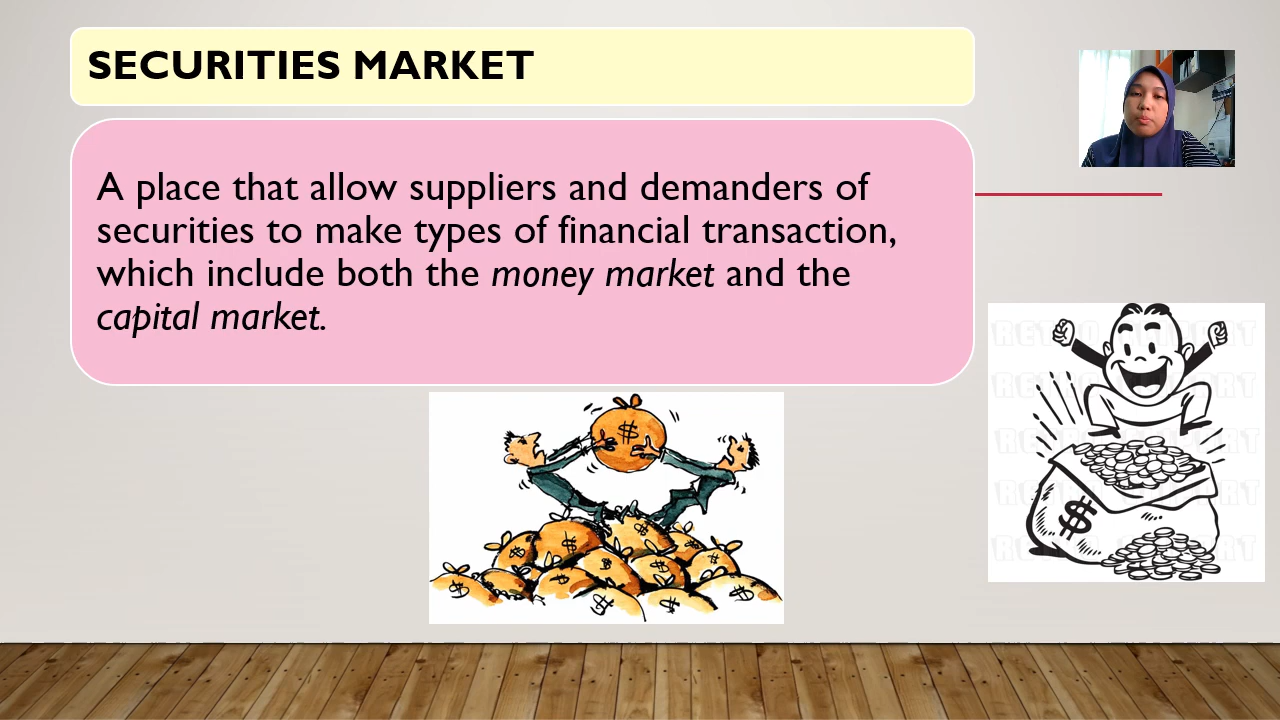 SECURITIES MARKET
A place that allow suppliers and demanders of
securities to make types of financial transaction,
which include both the money market and the
capital market.
$
$